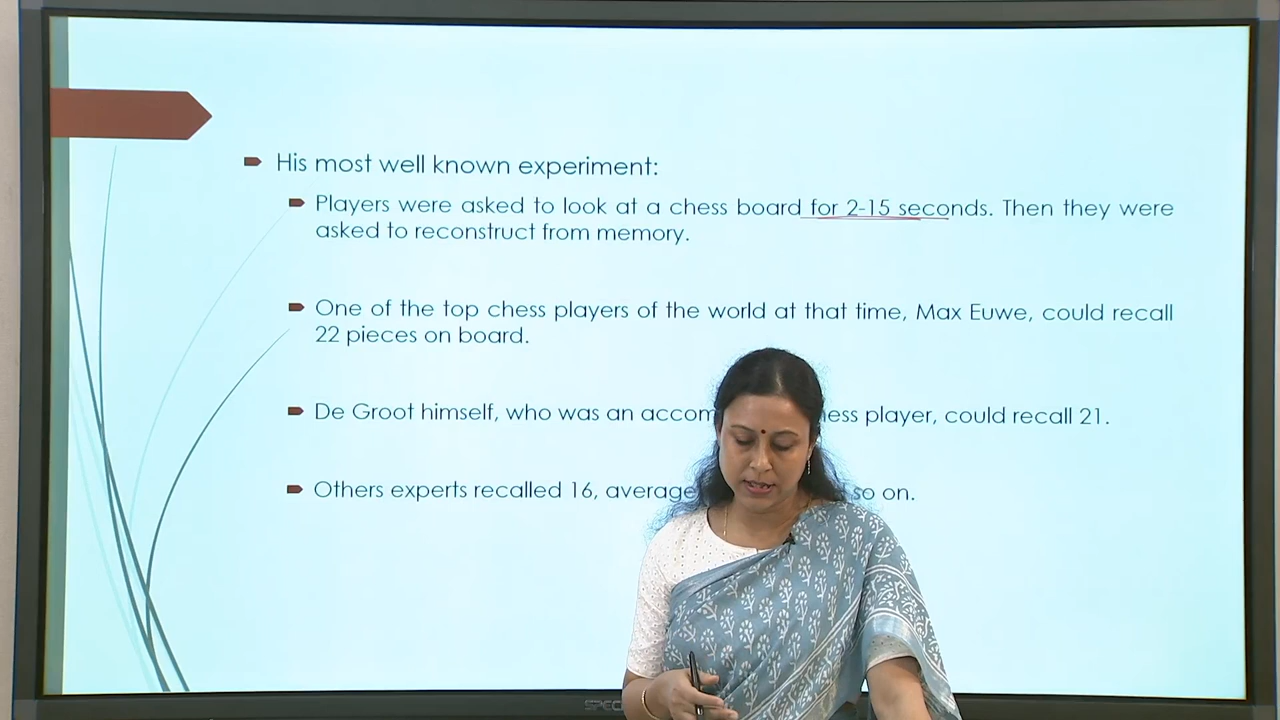 His most well known experiment:
Players were asked to look at a chess board for 2-15 seconds. Then they were
asked to reconstruct from memory.
One of the top chess players of the world at that time, Max Euwe, could recall
22 pieces on board.
De Groot himself, who was an player, could recall 21.
Others experts recalled 16, average so on.